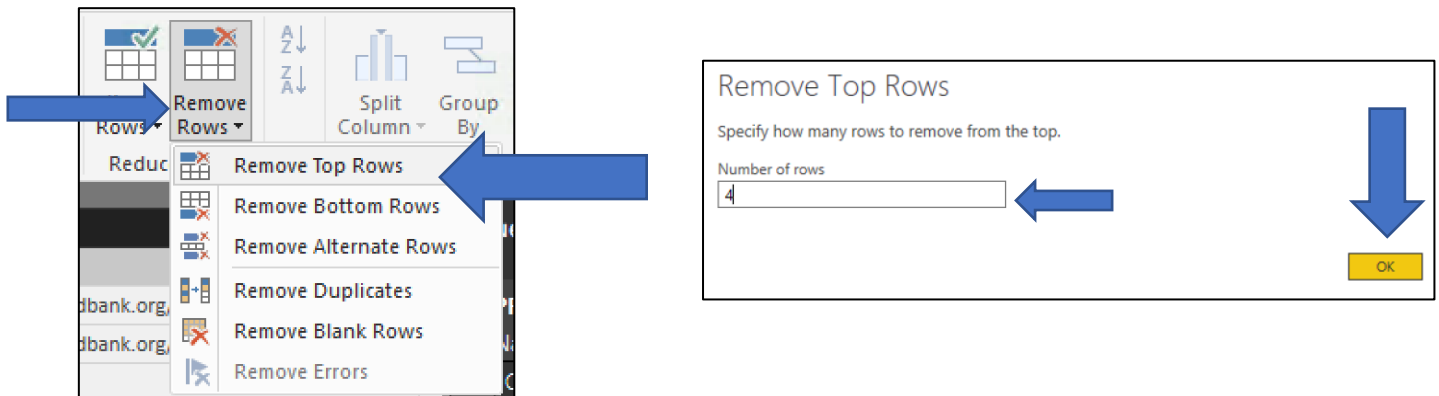 Remove
Rows
Rows
Split
Column
Group
By
A
Z
Z
A
Reduc
Remove Top Rows
Remove Bottom Rows
Remove Alternate Rows
Remove Duplicates
Remove Blank Rows
Remove Errors
dbank.org/
dbank.org,
Remove Top Rows
Specify how many rows to remove from the top.
Number of rows
4
OK